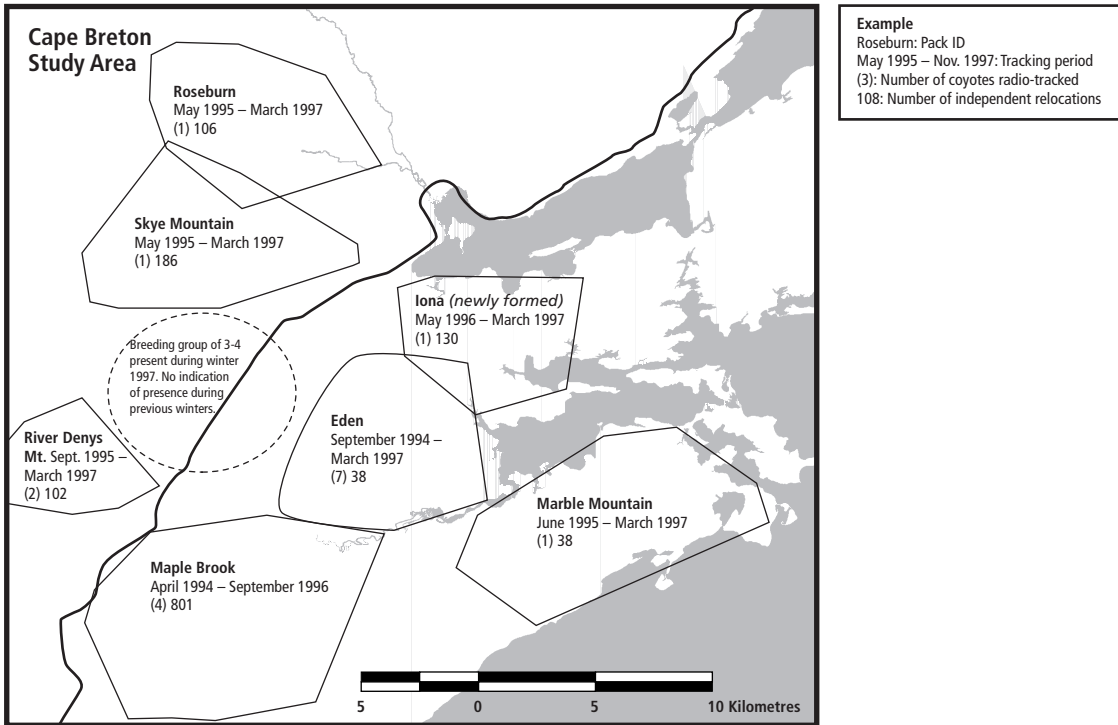 Cape Breton
Study Area
Roseburn
May 1995 – March 1997
(1) 106
Skye Mountain
May 1995 – March 1997
(1) 186
Iona (newly formed)
May 1996 – March 1997
(1) 130
Breeding group of 3-4
present during winter
1997. No indication
of presence during
previous winters.
River Denys
Mt. Sept. 1995 –
March 1997
(2) 102
Eden
September 1994 –
March 1997
(7) 38
Marble Mountain
June 1995 – March 1997
(1) 38
Maple Brook
April 1994 – September 1996
(4) 801
5 0 5 10 Kilometres
Example
Roseburn: Pack ID
May 1995 – Nov. 1997: Tracking period
(3): Number of coyotes radio-tracked
108: Number of independent relocations